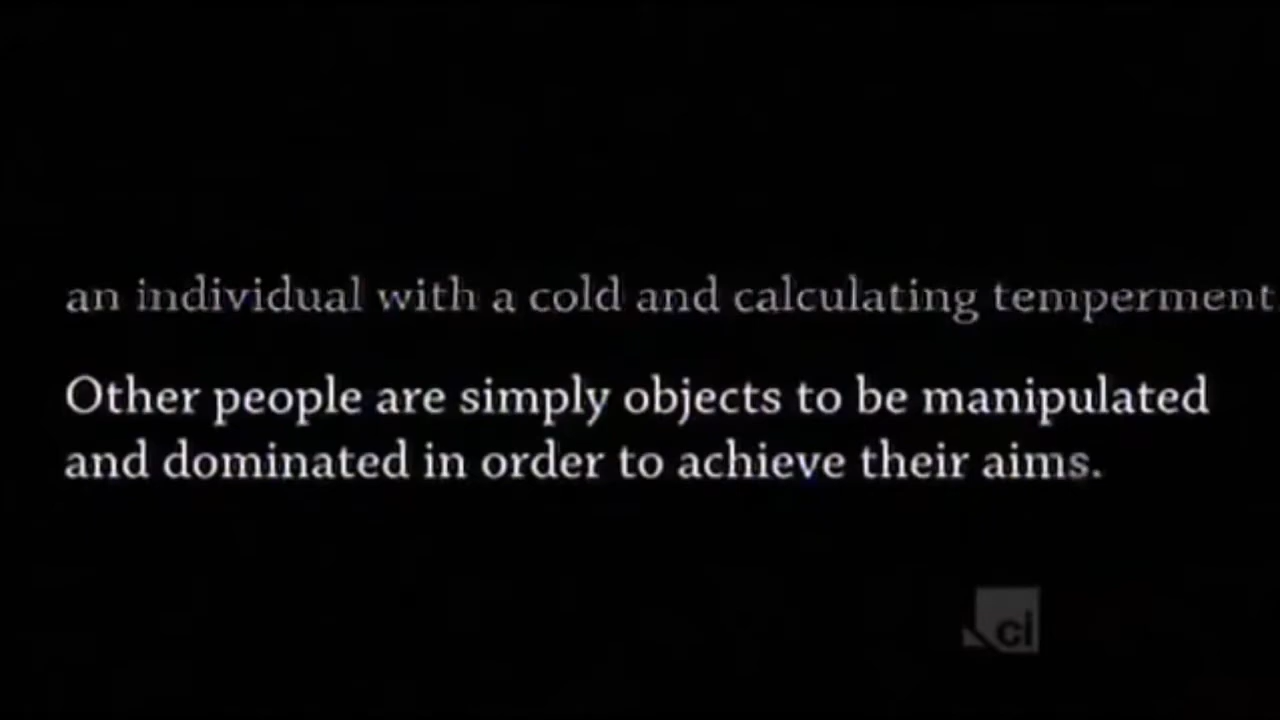 an individual with a cold and calculating temperment
Other people are simply objects to be manipulated
and dominated in order to achieve their aims.
ci